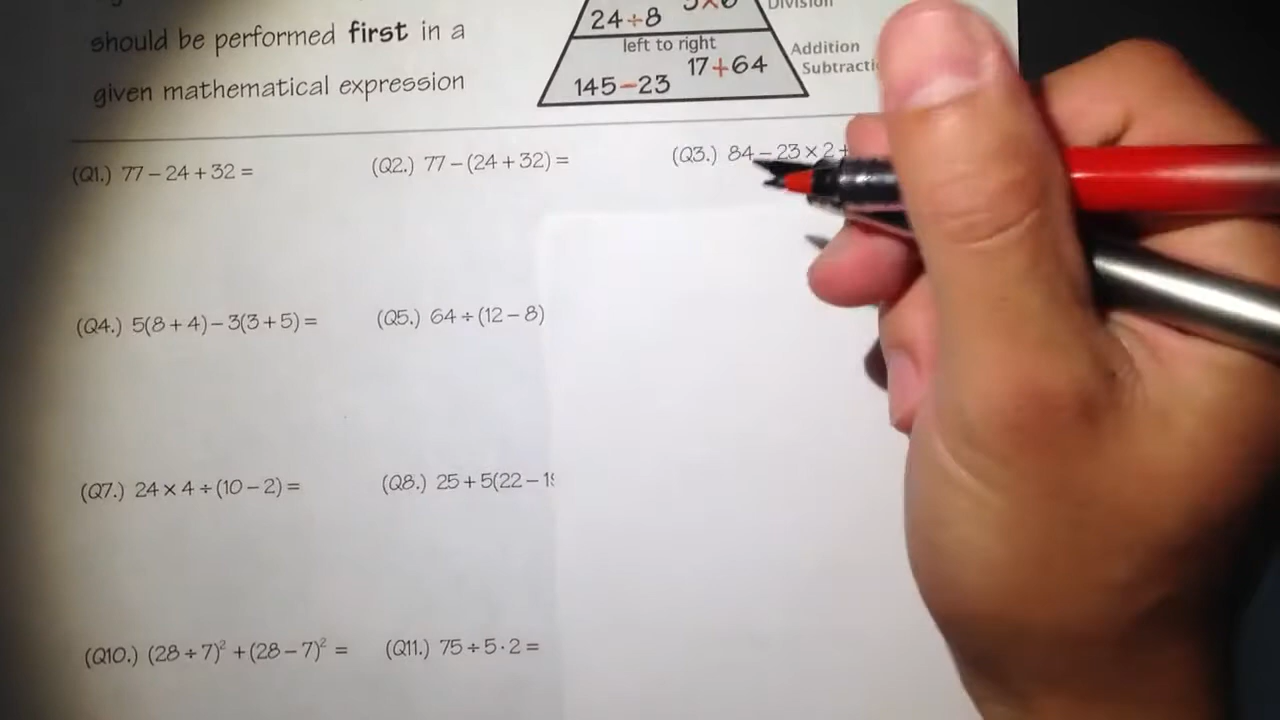 should be performed first in a
given mathematical expression
24÷8
Division
left to right
145−23 17+64
Addition
(Q1.) 77 − 24 + 32 =
(Q2.) 77 − (24 + 32) =
(Q3.) 84 − 23 × 2 +
(Q4.) 5(8 + 4) − 3(3 + 5) =
(Q5.) 64 ÷ (12 − 8)
(Q7.) 24 × 4 ÷ (10 − 2) =
(Q8.) 25 + 5(22 −
(Q10.) (28 ÷ 7)² + (28 − 7)² =
(Q11.) 75 ÷ 5 · 2 =